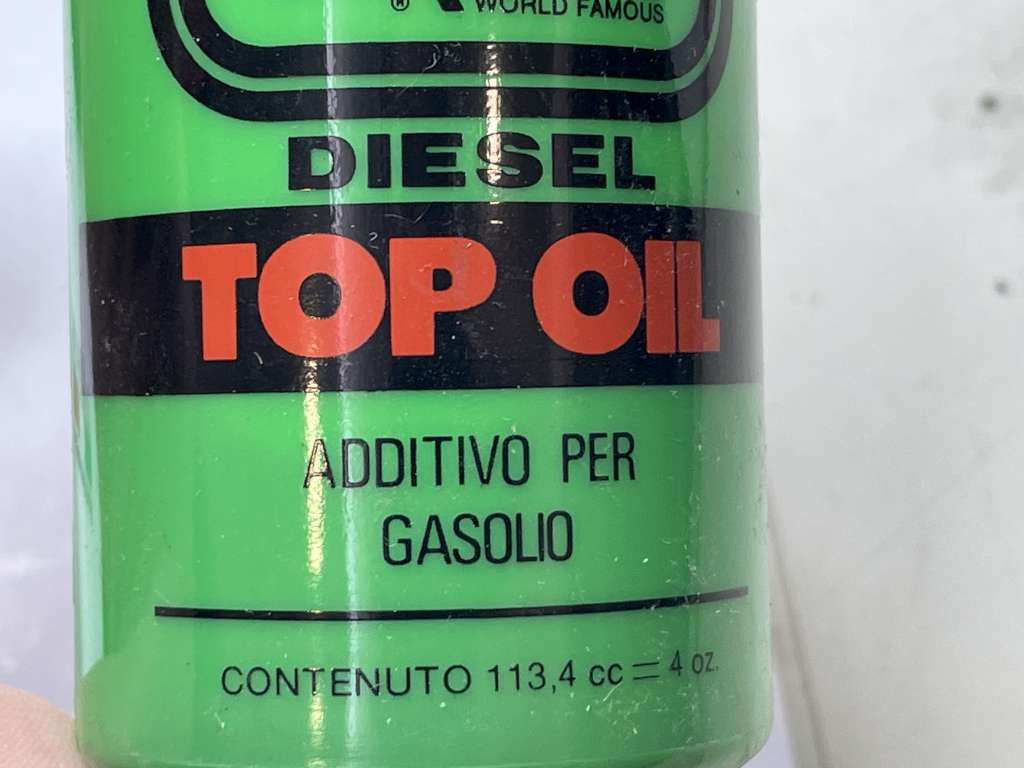 ® WORLD FAMOUS
DIESEL
TOP OIL
ADDITIVO PER
GASOLIO
CONTENUTO 113,4 cc = 4 oz.